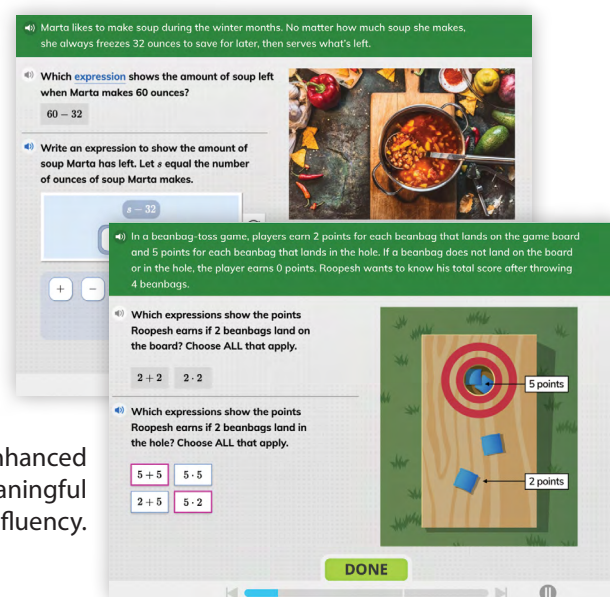 Marta likes to make soup during the winter months. No matter how much soup she makes,
she always freezes 32 ounces to save for later, then serves what's left.
Which expression shows the amount of soup left
when Marta makes 60 ounces?
60 − 32
Write an expression to show the amount of
soup Marta has left. Let s equal the number
of ounces of soup Marta makes.
s − 32
+ −
In a beanbag-toss game, players earn 2 points for each beanbag that lands on the game board
and 5 points for each beanbag that lands in the hole. If a beanbag does not land on the board
or in the hole, the player earns 0 points. Roopesh wants to know his total score after throwing
4 beanbags.
Which expressions show the points
Roopesh earns if 2 beanbags land on
the board? Choose ALL that apply.
2 + 2 2 · 2
Which expressions show the points
Roopesh earns if 2 beanbags land in
the hole? Choose ALL that apply.
5 + 5 5 · 5
2 + 5 5 · 2
5 points
2 points
DONE
nhanced
aningful
fluency.